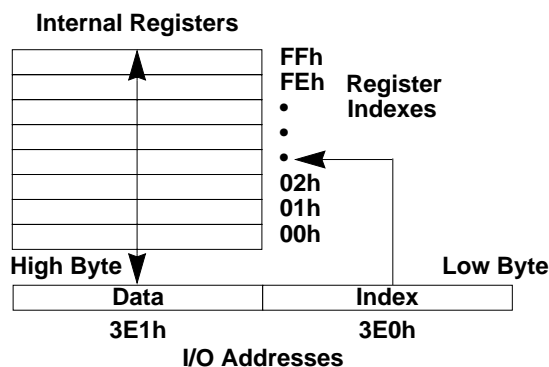 Internal Registers
FFh
FEh
Register
Indexes
•
•
•
02h
01h
00h
High Byte
Low Byte
Data
Index
3E1h
3E0h
I/O Addresses